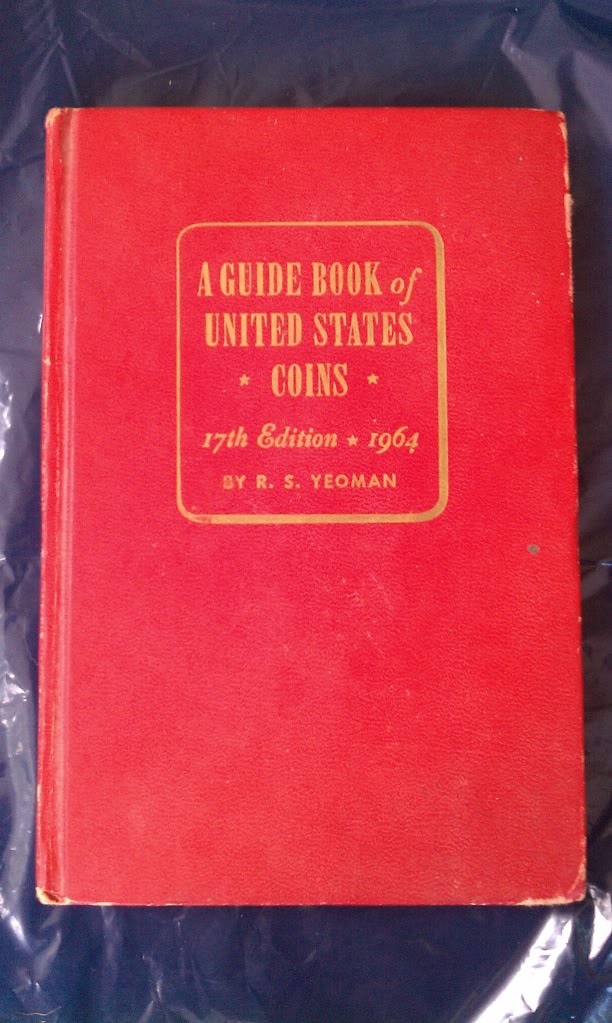 A GUIDE BOOK of
UNITED STATES
★ COINS ★
17th Edition ★ 1964
BY R. S. YEOMAN